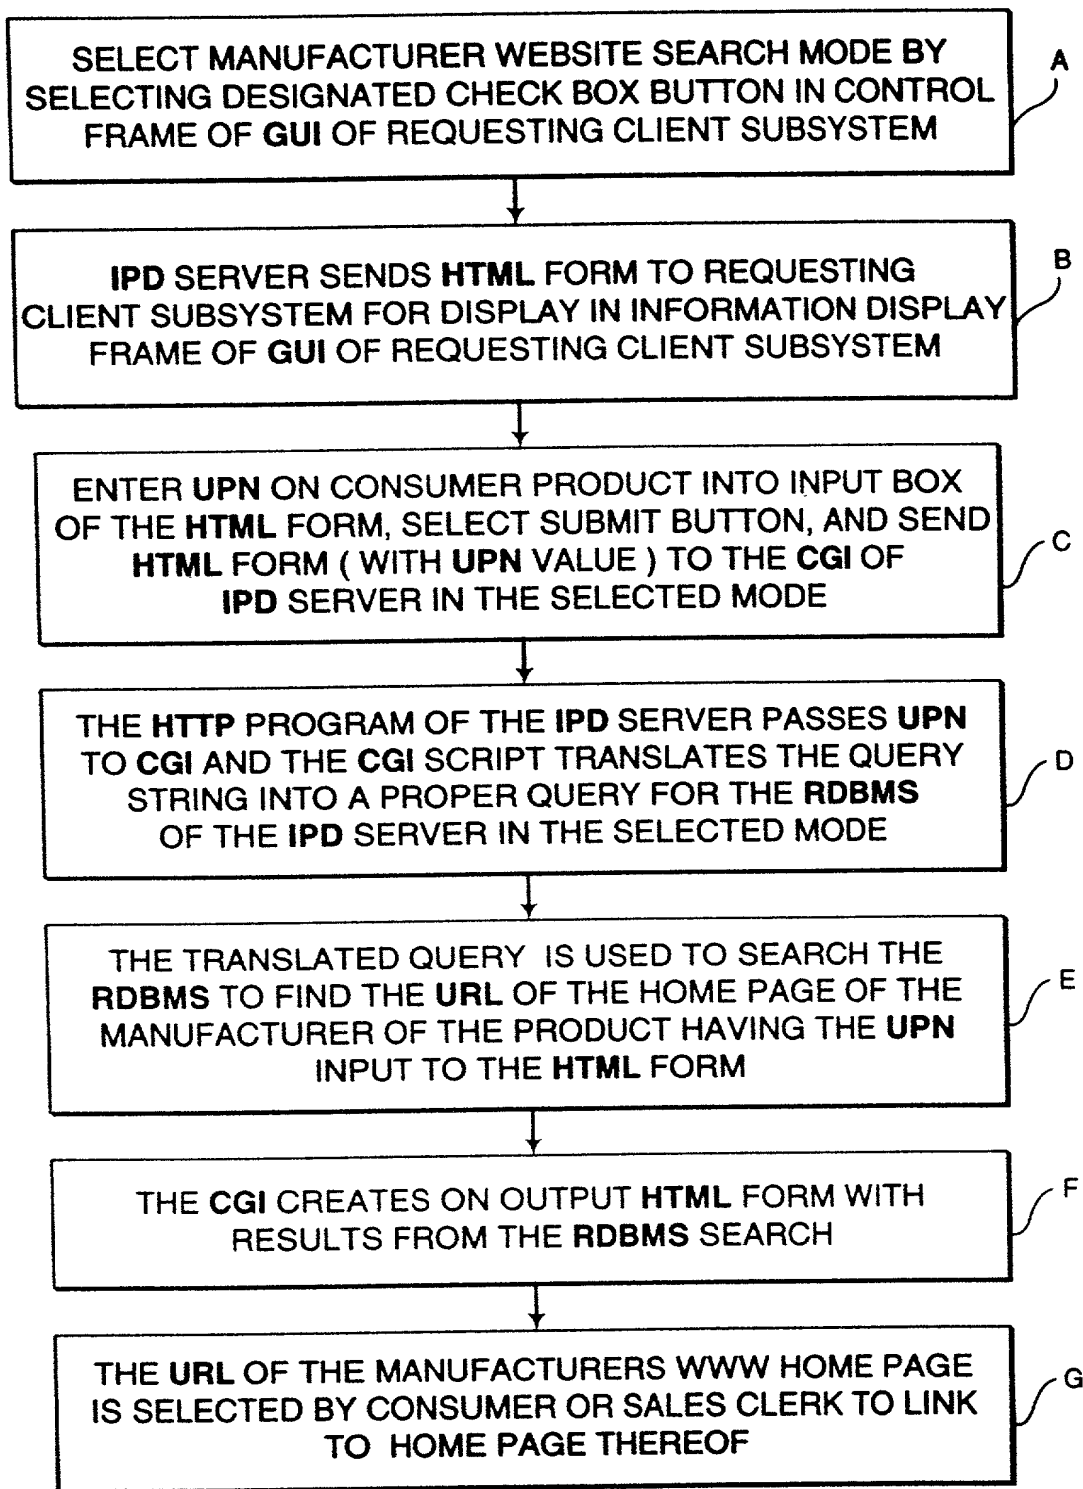 SELECT MANUFACTURER WEBSITE SEARCH MODE BY
SELECTING DESIGNATED CHECK BOX BUTTON IN CONTROL
FRAME OF GUI OF REQUESTING CLIENT SUBSYSTEM
A
IPD SERVER SENDS HTML FORM TO REQUESTING
CLIENT SUBSYSTEM FOR DISPLAY IN INFORMATION DISPLAY
FRAME OF GUI OF REQUESTING CLIENT SUBSYSTEM
B
ENTER UPN ON CONSUMER PRODUCT INTO INPUT BOX
OF THE HTML FORM, SELECT SUBMIT BUTTON, AND SEND
HTML FORM ( WITH UPN VALUE ) TO THE CGI OF
IPD SERVER IN THE SELECTED MODE
C
THE HTTP PROGRAM OF THE IPD SERVER PASSES UPN
TO CGI AND THE CGI SCRIPT TRANSLATES THE QUERY
STRING INTO A PROPER QUERY FOR THE RDBMS
OF THE IPD SERVER IN THE SELECTED MODE
D
THE TRANSLATED QUERY IS USED TO SEARCH THE
RDBMS TO FIND THE URL OF THE HOME PAGE OF THE
MANUFACTURER OF THE PRODUCT HAVING THE UPN
INPUT TO THE HTML FORM
E
THE CGI CREATES ON OUTPUT HTML FORM WITH
RESULTS FROM THE RDBMS SEARCH
F
THE URL OF THE MANUFACTURERS WWW HOME PAGE
IS SELECTED BY CONSUMER OR SALES CLERK TO LINK
TO HOME PAGE THEREOF
G